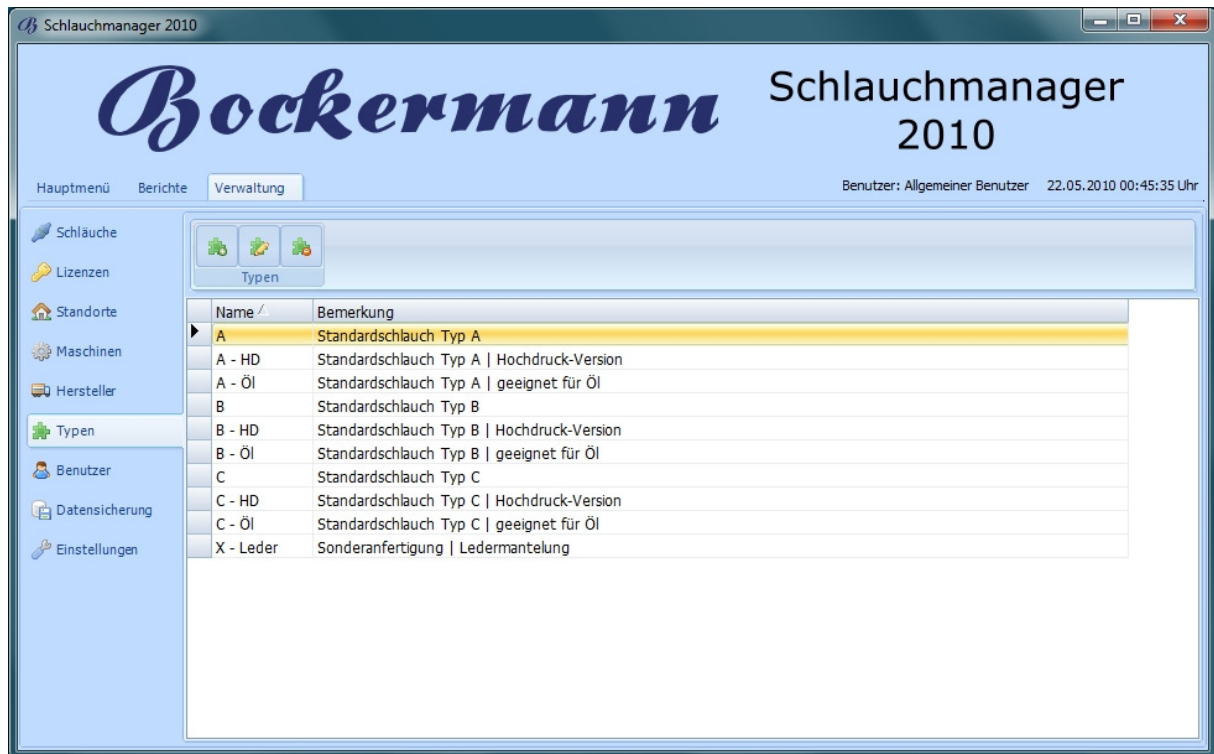 Schlauchmanager 2010
Bockermann
Schlauchmanager
2010
Hauptmenü Berichte Verwaltung Benutzer: Allgemeiner Benutzer 22.05.2010 00:45:35 Uhr
Schläuche
Lizenzen
Standorte
Maschinen
Hersteller
Typen
Benutzer
Datensicherung
Einstellungen
Typen
Name Bemerkung
A Standardschlauch Typ A
A - HD Standardschlauch Typ A | Hochdruck-Version
A - Öl Standardschlauch Typ A | geeignet für Öl
B Standardschlauch Typ B
B - HD Standardschlauch Typ B | Hochdruck-Version
B - Öl Standardschlauch Typ B | geeignet für Öl
C Standardschlauch Typ C
C - HD Standardschlauch Typ C | Hochdruck-Version
C - Öl Standardschlauch Typ C | geeignet für Öl
X - Leder Sonderanfertigung | Ledermantelung